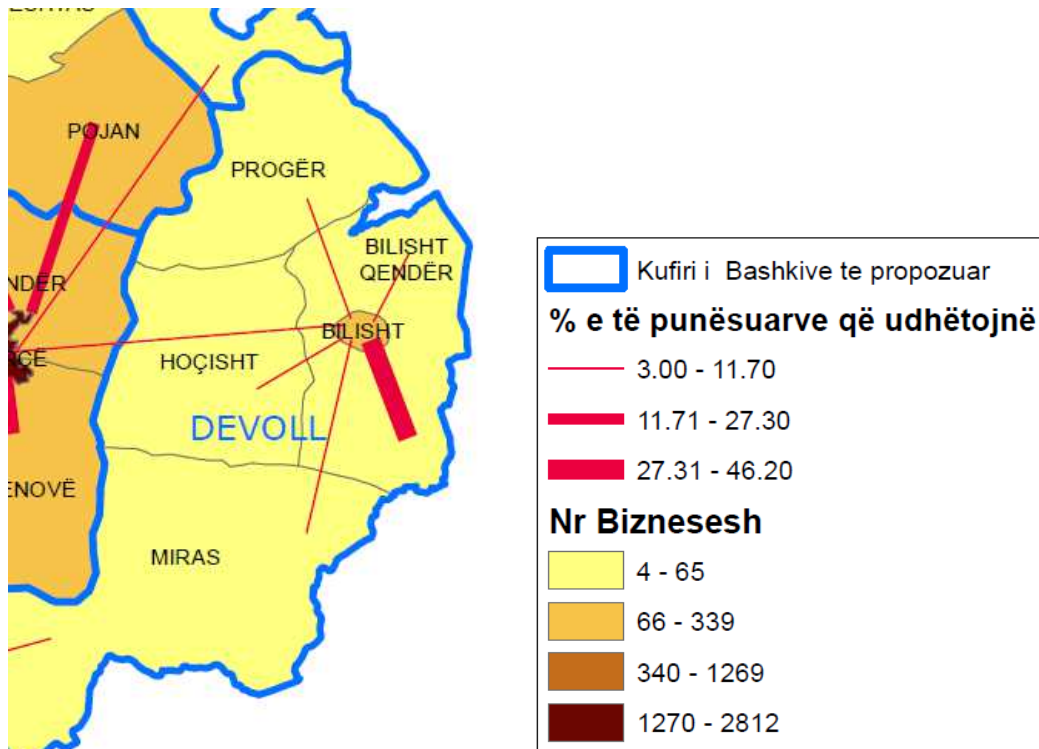 POJAN
PROGËR
BILISHT
QENDËR
BILISHT
HOÇISHT
DEVOLL
MIRAS
Kufiri i Bashkive te propozuar
% e të punësuarve që udhëtojnë
3.00 - 11.70
11.71 - 27.30
27.31 - 46.20
Nr Biznesesh
4 - 65
66 - 339
340 - 1269
1270 - 2812